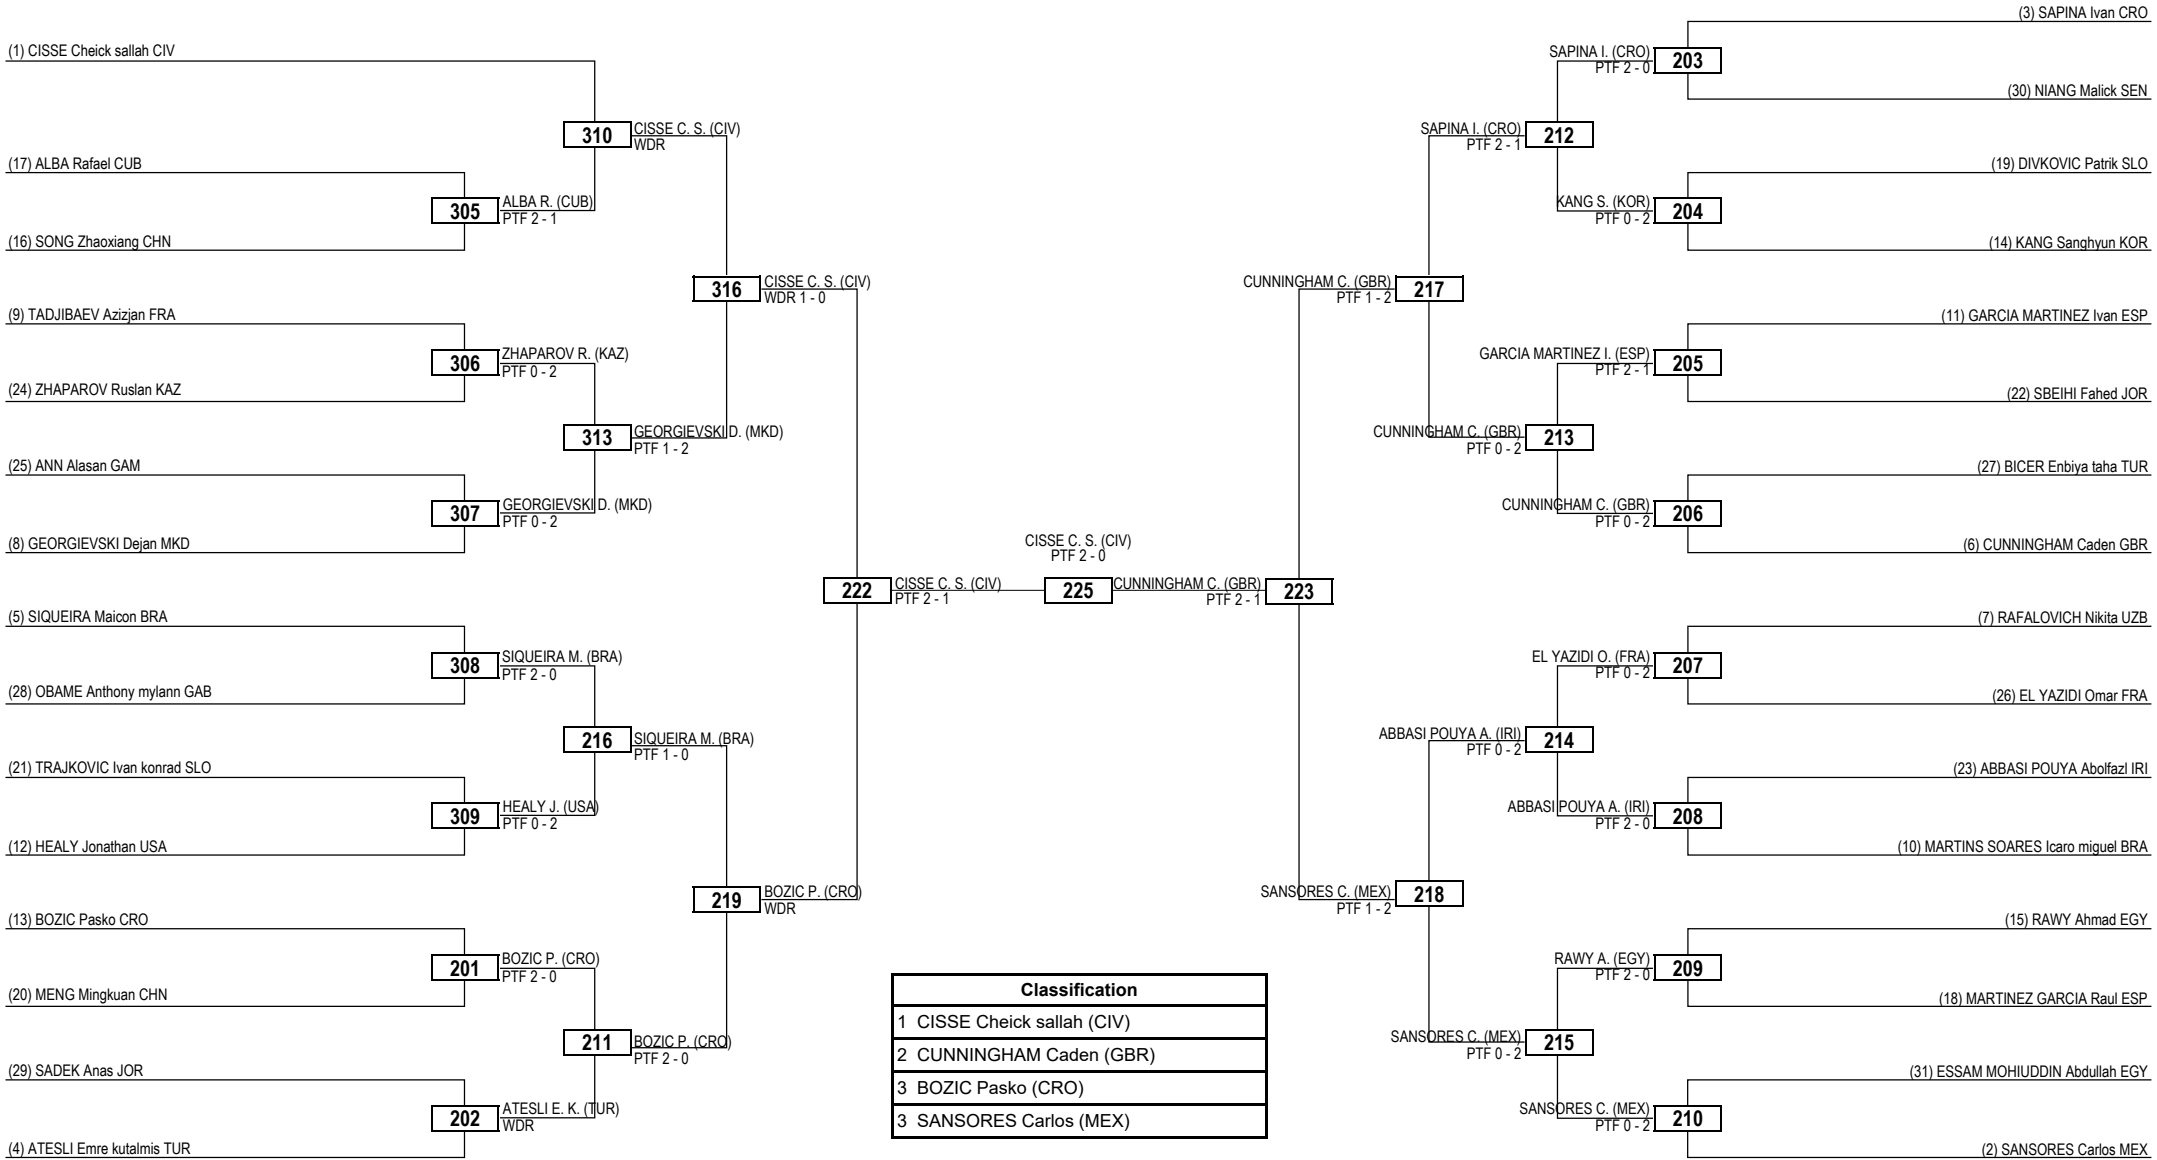 (1) CISSE Cheick sallah CIV
(17) ALBA Rafael CUB
(16) SONG Zhaoxiang CHN
(9) TADJIBAEV Azizjan FRA
(24) ZHAPAROV Ruslan KAZ
(25) ANN Alasan GAM
(8) GEORGIEVSKI Dejan MKD
(5) SIQUEIRA Maicon BRA
(28) OBAME Anthony mylann GAB
(21) TRAJKOVIC Ivan konrad SLO
(12) HEALY Jonathan USA
(13) BOZIC Pasko CRO
(20) MENG Mingkuan CHN
(29) SADEK Anas JOR
(4) ATESLI Emre kutalmis TUR
305
ALBA R. (CUB)
PTF 2 - 1
306
ZHAPAROV R. (KAZ)
PTF 0 - 2
307
GEORGIEVSKI D. (MKD)
PTF 0 - 2
308
SIQUEIRA M. (BRA)
PTF 2 - 0
309
HEALY J. (USA)
PTF 0 - 2
201
BOZIC P. (CRO)
PTF 2 - 0
202
ATESLI E. K. (TUR)
WDR
310
CISSE C. S. (CIV)
WDR
313
GEORGIEVSKI D. (MKD)
PTF 1 - 2
216
SIQUEIRA M. (BRA)
PTF 1 - 0
211
BOZIC P. (CRO)
PTF 2 - 0
316
CISSE C. S. (CIV)
WDR 1 - 0
219
BOZIC P. (CRO)
WDR
222
CISSE C. S. (CIV)
PTF 2 - 1
CISSE C. S. (CIV)
PTF 2 - 0
225
CUNNINGHAM C. (GBR)
PTF 2 - 1
223
CUNNINGHAM C. (GBR)
PTF 1 - 2
217
SANSORES C. (MEX)
PTF 1 - 2
218
SAPINA I. (CRO)
PTF 2 - 1
212
CUNNINGHAM C. (GBR)
PTF 0 - 2
213
ABBASI POUYA A. (IRI)
PTF 0 - 2
214
SANSORES C. (MEX)
PTF 0 - 2
215
SAPINA I. (CRO)
PTF 2 - 0
203
KANG S. (KOR)
PTF 0 - 2
204
GARCIA MARTINEZ I. (ESP)
PTF 2 - 1
205
CUNNINGHAM C. (GBR)
PTF 0 - 2
206
EL YAZIDI O. (FRA)
PTF 0 - 2
207
ABBASI POUYA A. (IRI)
PTF 2 - 0
208
RAWY A. (EGY)
PTF 2 - 0
209
SANSORES C. (MEX)
PTF 0 - 2
210
(3) SAPINA Ivan CRO
(30) NIANG Malick SEN
(19) DIVKOVIC Patrik SLO
(14) KANG Sanghyun KOR
(11) GARCIA MARTINEZ Ivan ESP
(22) SBEIHI Fahed JOR
(27) BICER Enbiya taha TUR
(6) CUNNINGHAM Caden GBR
(7) RAFALOVICH Nikita UZB
(26) EL YAZIDI Omar FRA
(23) ABBASI POUYA Abolfazl IRI
(10) MARTINS SOARES Icaro miguel BRA
(15) RAWY Ahmad EGY
(18) MARTINEZ GARCIA Raul ESP
(31) ESSAM MOHIUDDIN Abdullah EGY
(2) SANSORES Carlos MEX
Classification
1 CISSE Cheick sallah (CIV)
2 CUNNINGHAM Caden (GBR)
3 BOZIC Pasko (CRO)
3 SANSORES Carlos (MEX)